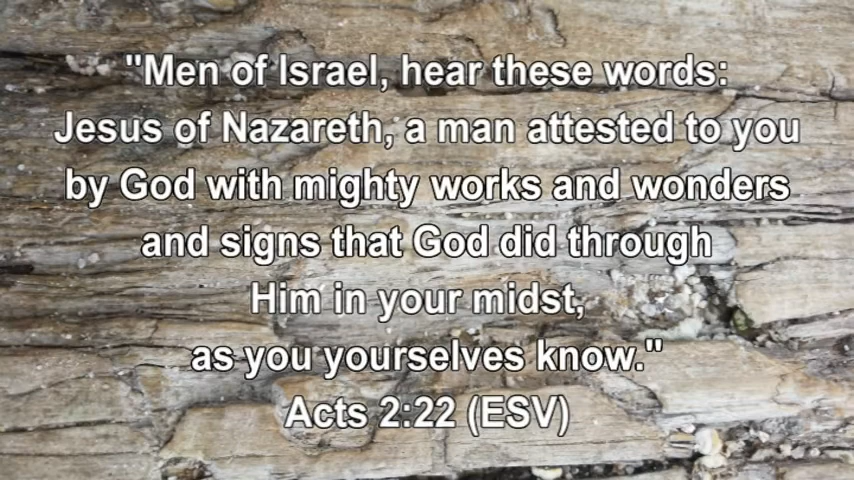 "Men of Israel, hear these words:
Jesus of Nazareth, a man attested to you
by God with mighty works and wonders
and signs that God did through
Him in your midst,
as you yourselves know."
Acts 2:22 (ESV)